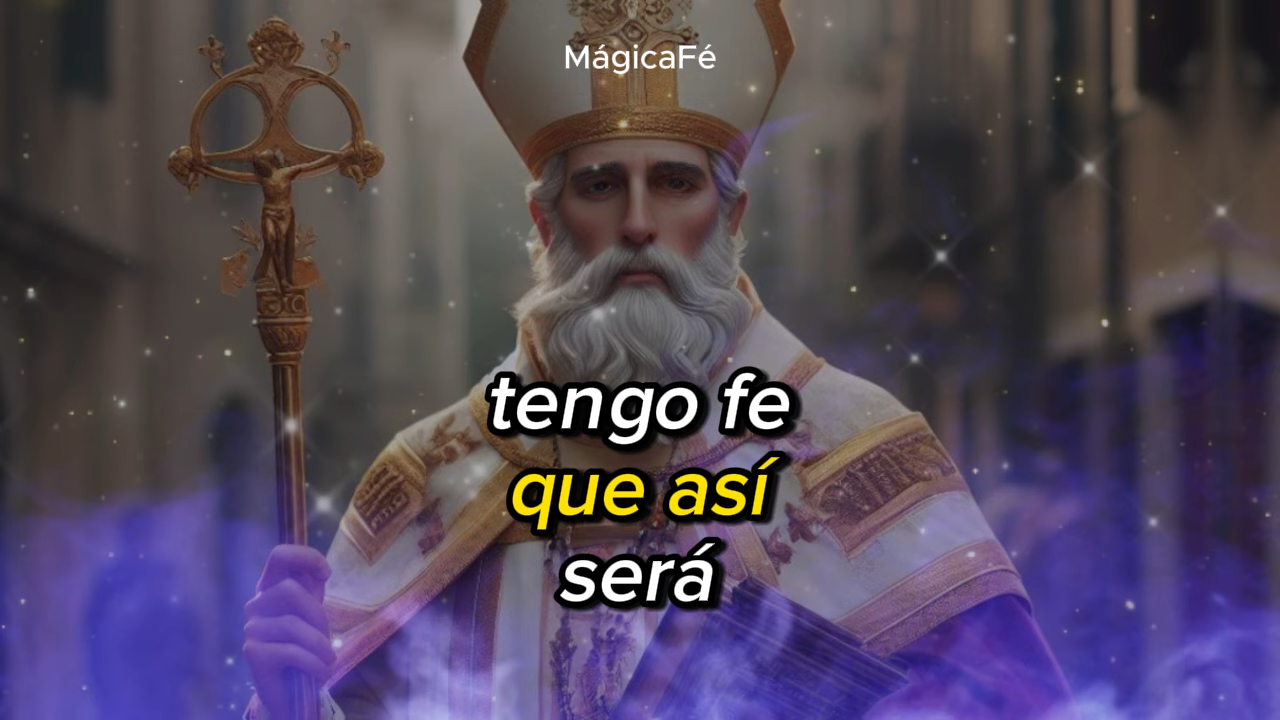 MágicaFé
tengo fe
que así
será